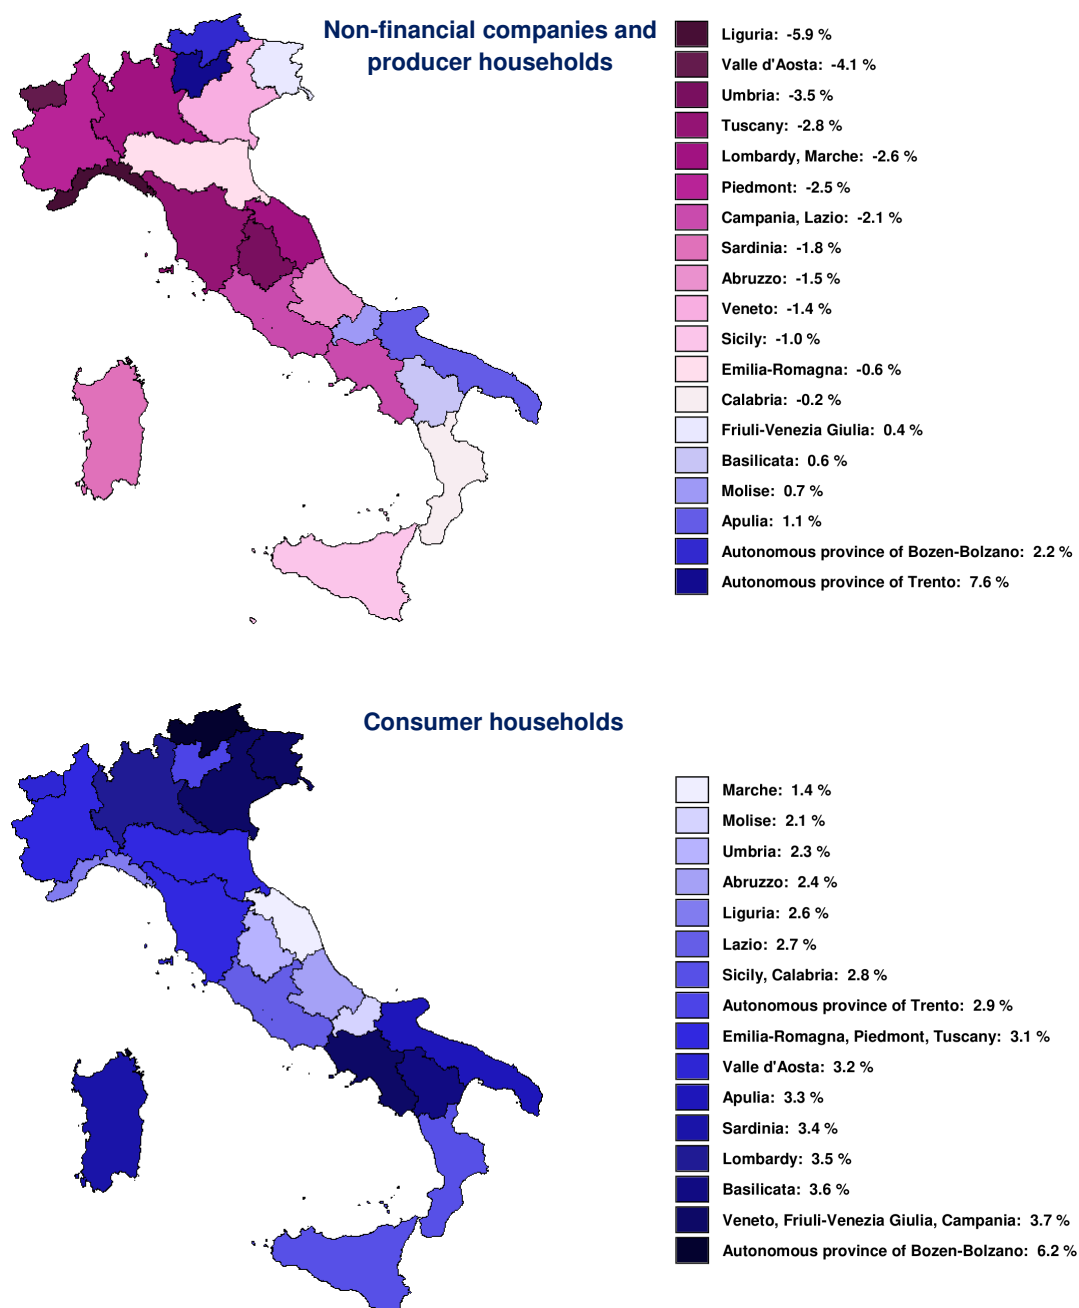 Non-financial companies and
producer households
Liguria: -5.9 %
Valle d'Aosta: -4.1 %
Umbria: -3.5 %
Tuscany: -2.8 %
Lombardy, Marche: -2.6 %
Piedmont: -2.5 %
Campania, Lazio: -2.1 %
Sardinia: -1.8 %
Abruzzo: -1.5 %
Veneto: -1.4 %
Sicily: -1.0 %
Emilia-Romagna: -0.6 %
Calabria: -0.2 %
Friuli-Venezia Giulia: 0.4 %
Basilicata: 0.6 %
Molise: 0.7 %
Apulia: 1.1 %
Autonomous province of Bozen-Bolzano: 2.2 %
Autonomous province of Trento: 7.6 %
Consumer households
Marche: 1.4 %
Molise: 2.1 %
Umbria: 2.3 %
Abruzzo: 2.4 %
Liguria: 2.6 %
Lazio: 2.7 %
Sicily, Calabria: 2.8 %
Autonomous province of Trento: 2.9 %
Emilia-Romagna, Piedmont, Tuscany: 3.1 %
Valle d'Aosta: 3.2 %
Apulia: 3.3 %
Sardinia: 3.4 %
Lombardy: 3.5 %
Basilicata: 3.6 %
Veneto, Friuli-Venezia Giulia, Campania: 3.7 %
Autonomous province of Bozen-Bolzano: 6.2 %